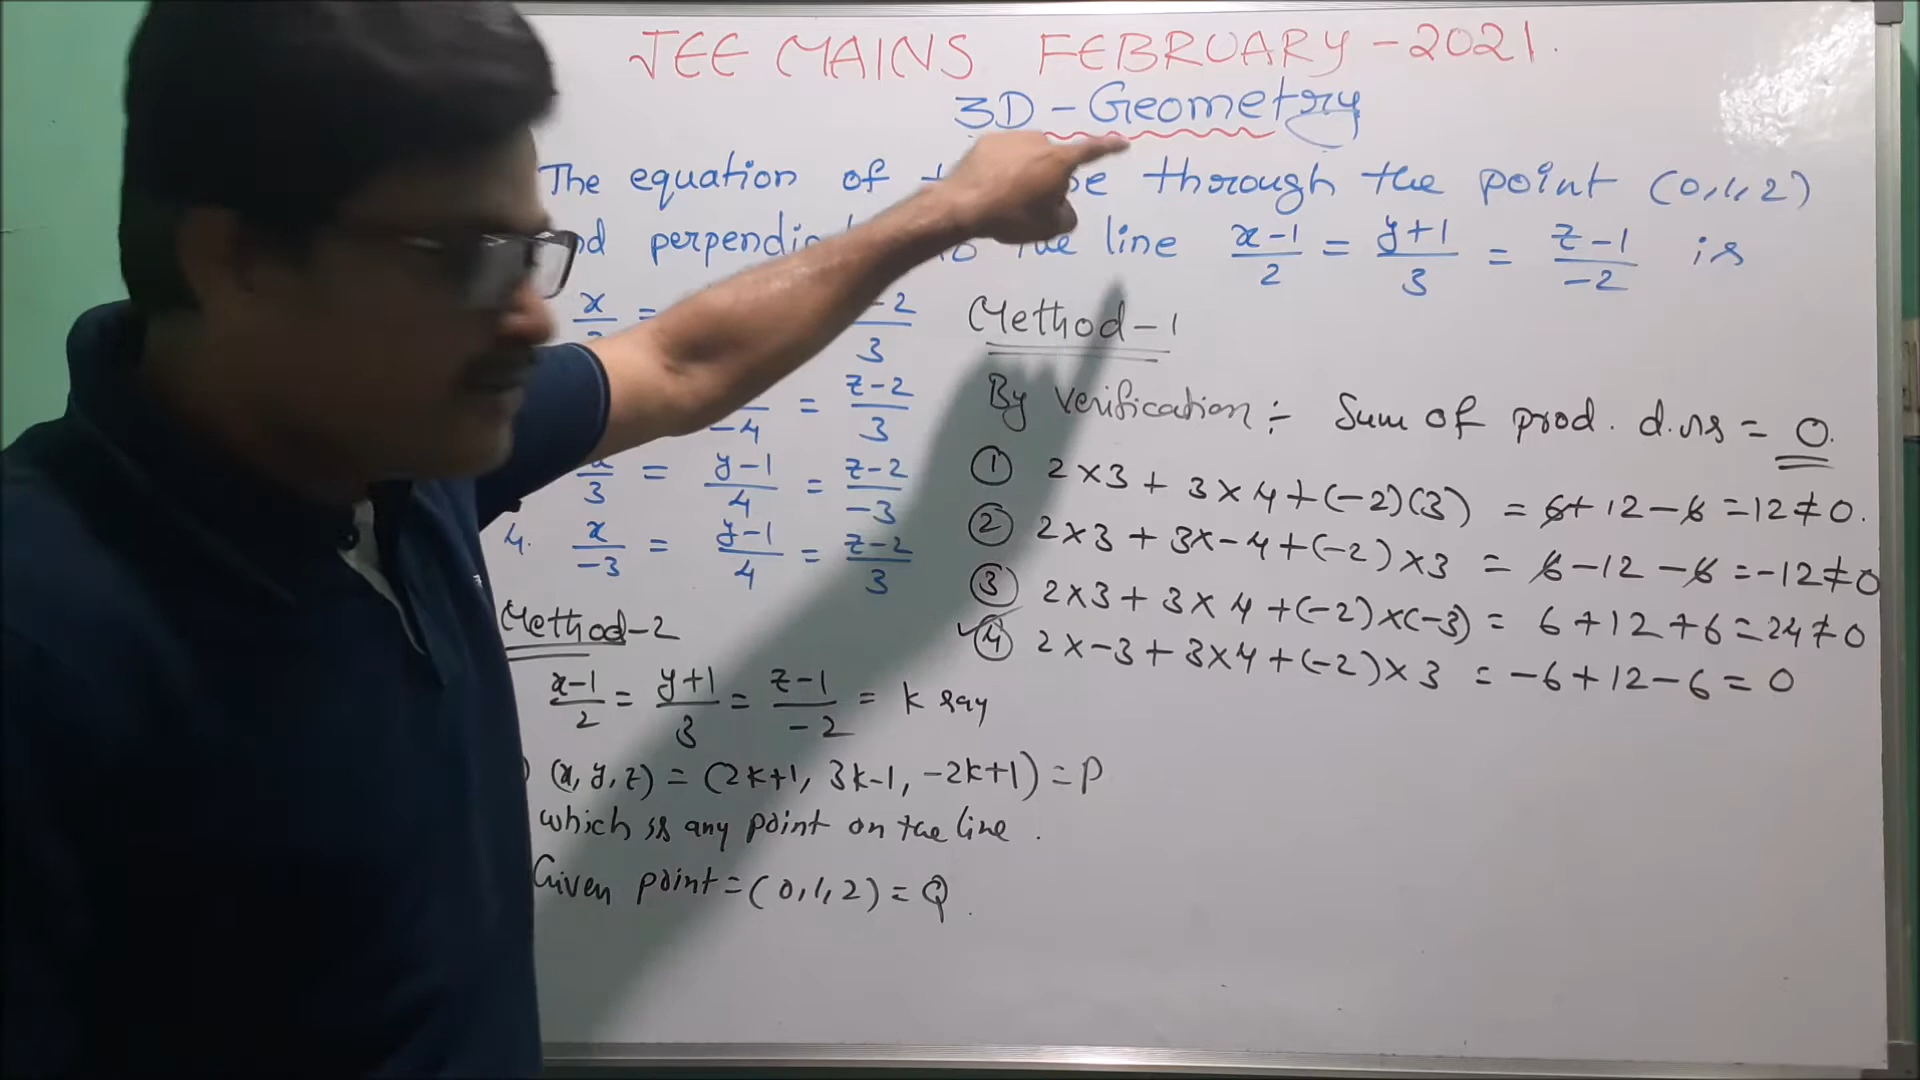 JEE MAINS FEBRUARY-2021.
3D-Geometry
The equation of through the point (0,1,2)
to the line x-1/2 = y+1/3 = z-1/-2 is
x/ = -2/3
/-4 = z-2/3
/3 = y-1/4 = z-2/-3
4. x/-3 = y-1/4 = z-2/3
Method-1
By verification :- Sum of prod. d.rs = 0.
① 2×3 + 3×4+(-2)(3) = 6+12-6 =12≠0.
② 2×3 + 3×-4+(-2)×3 = 6-12-6 =-12≠0
③ 2×3+ 3×4+(-2)×(-3)= 6+12+6=24≠0
✓④ 2×-3+3×4+(-2)×3 = -6+12-6=0
Method-2
x-1/2 = y+1/3 = z-1/-2 = k say
(x,y,z) = (2k+1, 3k-1, -2k+1) = P
which is any point on the line.
Given point = (0,1,2) = Q.